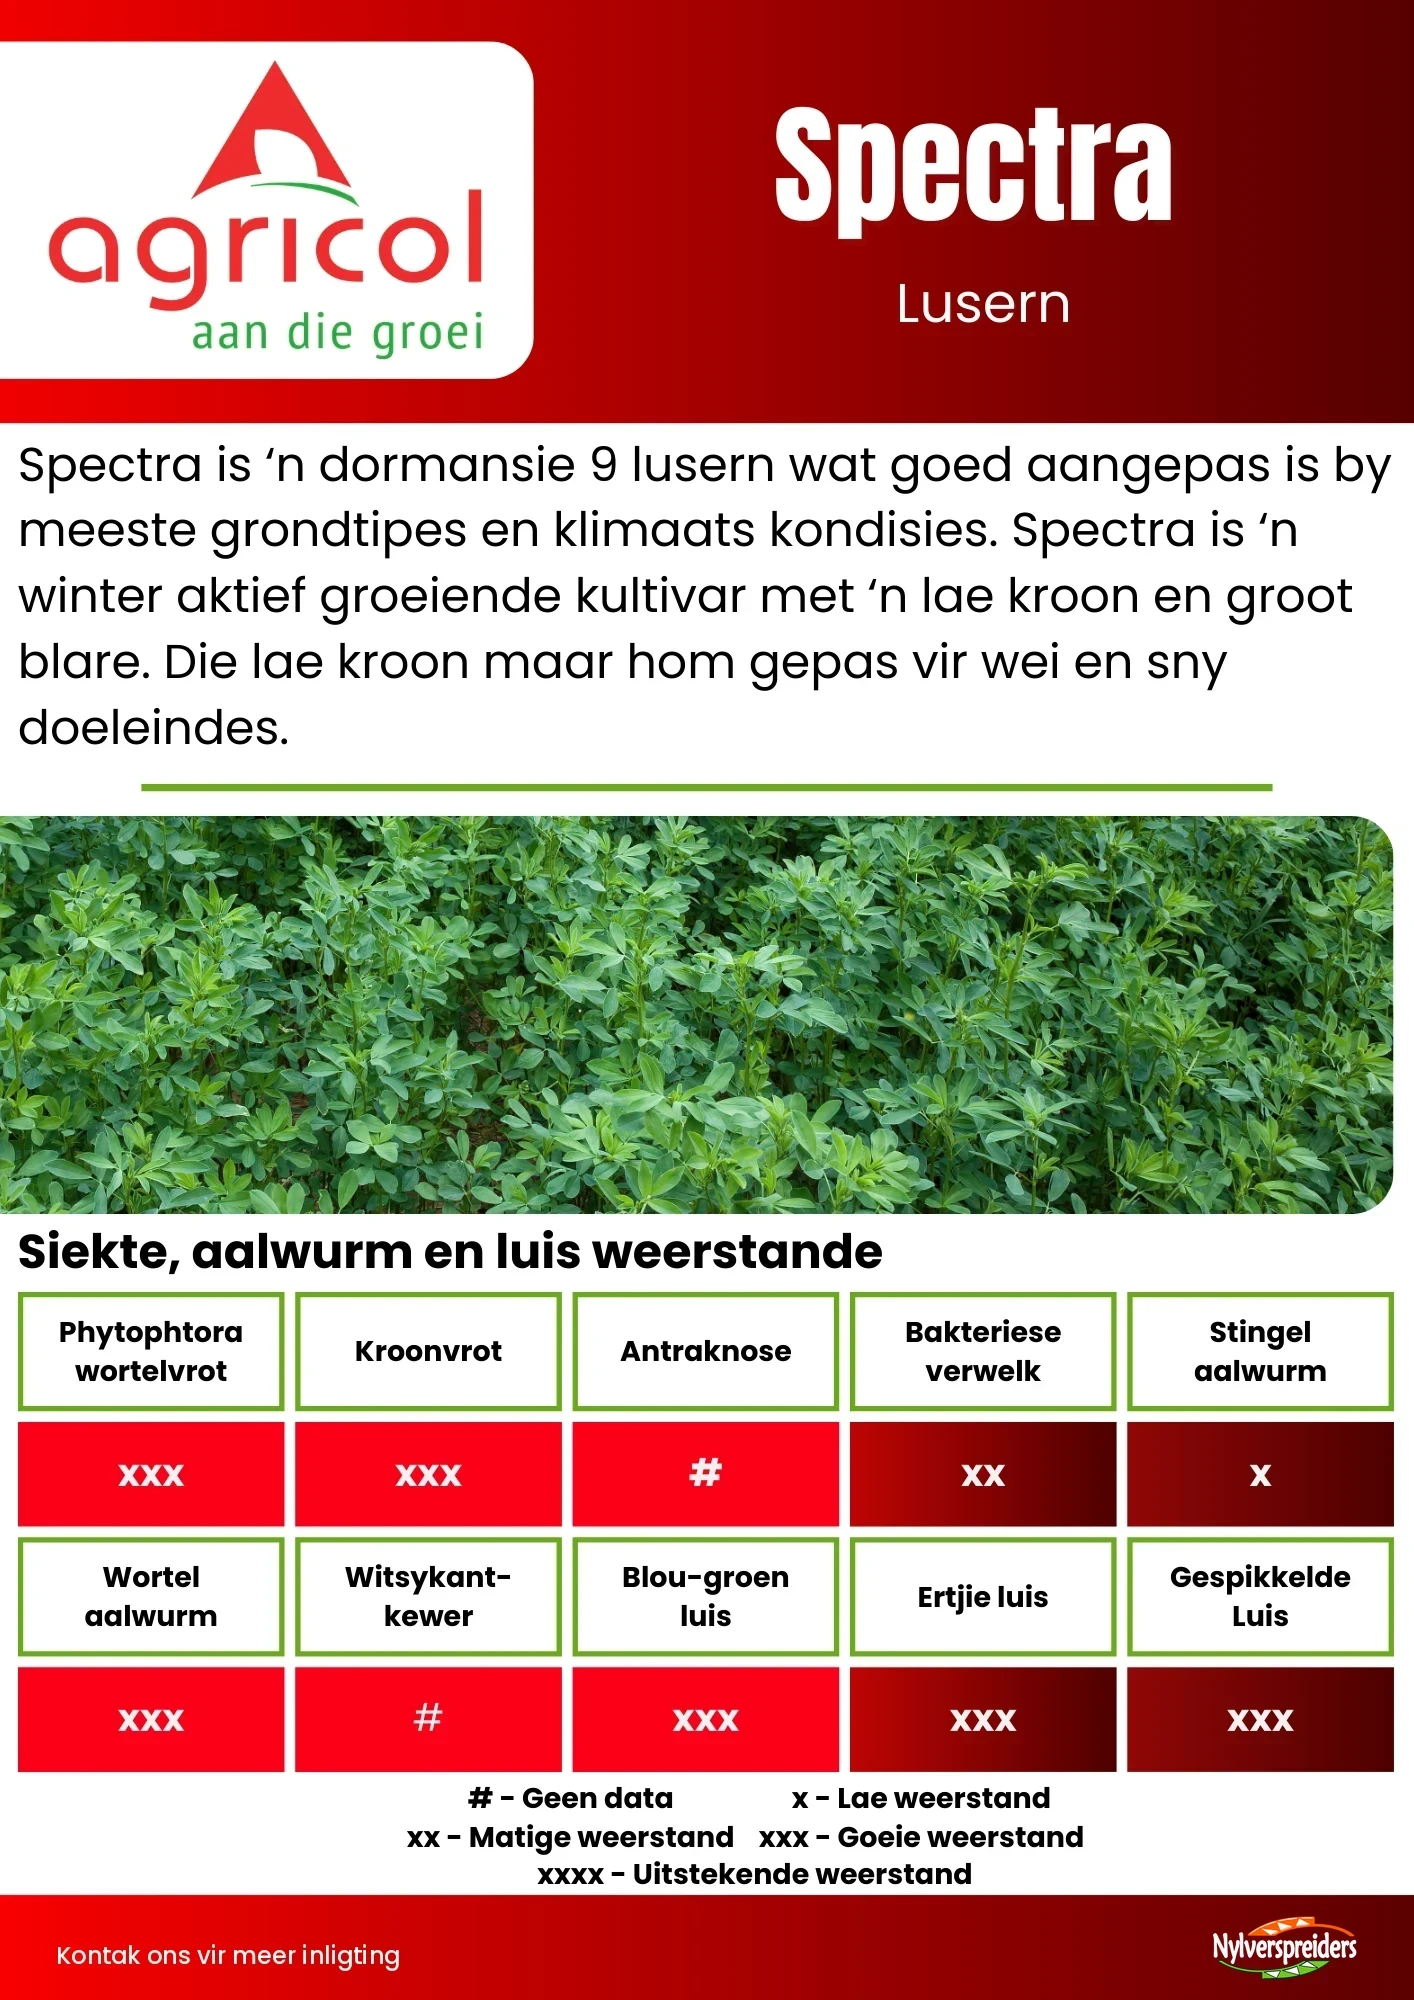 agricol
aan die groei
Spectra
Lusern
Spectra is ‘n dormansie 9 lusern wat goed aangepas is by
meeste grondtipes en klimaats kondisies. Spectra is ‘n
winter aktief groeiende kultivar met ‘n lae kroon en groot
blare. Die lae kroon maar hom gepas vir wei en sny
doeleindes.
Siekte, aalwurm en luis weerstande
Phytophtora
wortelvrot
Kroonvrot
Antraknose
Bakteriese
verwelk
Stingel
aalwurm
xxx
xxx
#
xx
x
Wortel
aalwurm
Witsykant-
kewer
Blou-groen
luis
Ertjie luis
Gespikkelde
Luis
xxx
#
xxx
xxx
xxx
# - Geen data
x - Lae weerstand
xx - Matige weerstand
xxx - Goeie weerstand
xxxx - Uitstekende weerstand
Kontak ons vir meer inligting
Nylverspreiders